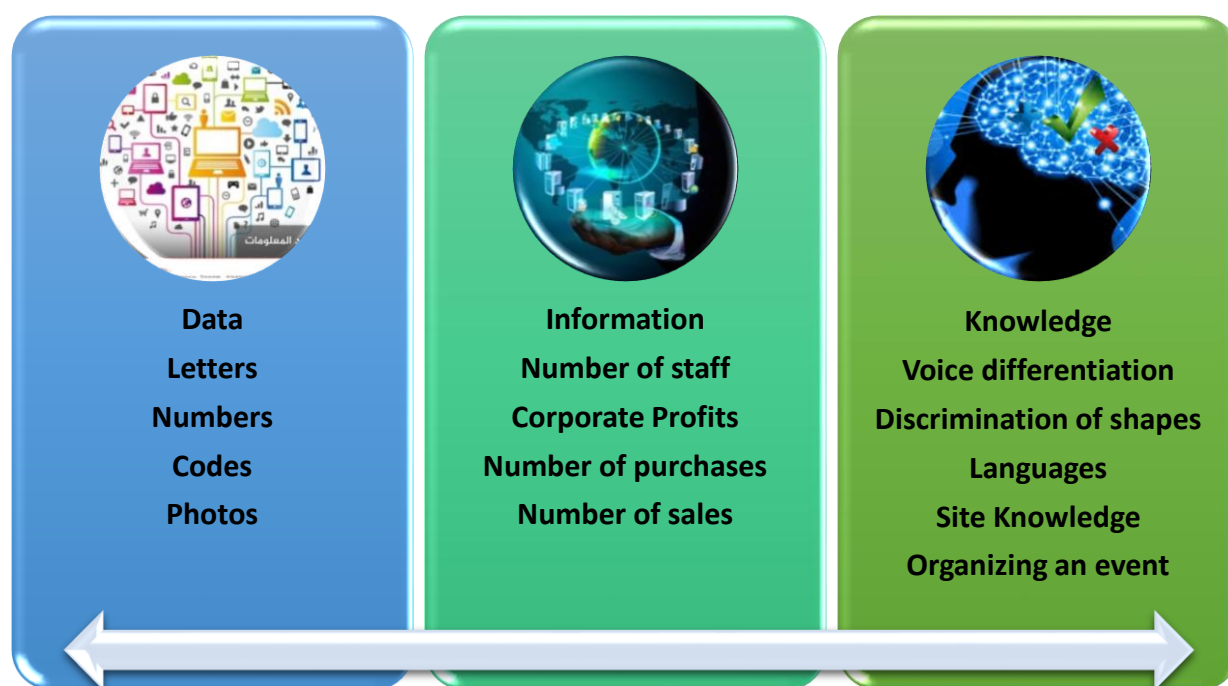 المعلومات
Data
Letters
Numbers
Codes
Photos
Information
Number of staff
Corporate Profits
Number of purchases
Number of sales
Knowledge
Voice differentiation
Discrimination of shapes
Languages
Site Knowledge
Organizing an event